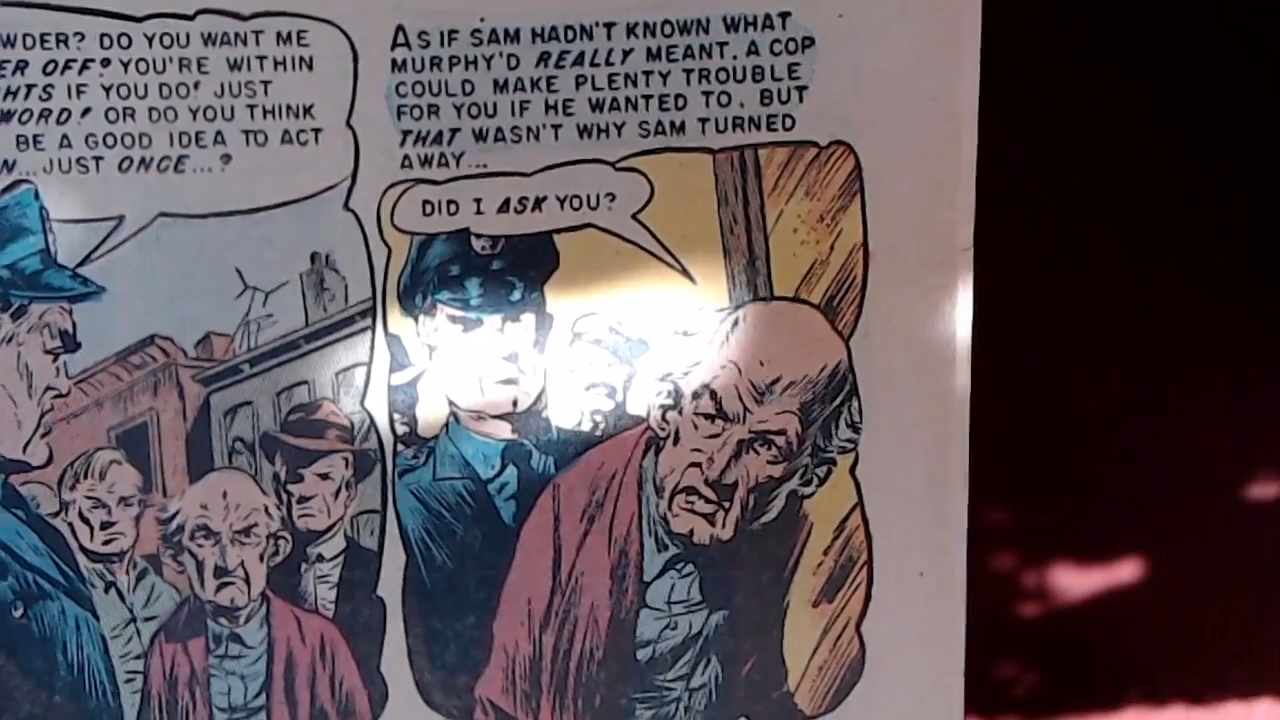 WDER? DO YOU WANT ME
ER OFF? YOU'RE WITHIN
HTS IF YOU DO! JUST
WORD! OR DO YOU THINK
BE A GOOD IDEA TO ACT
N...JUST ONCE...?
AS IF SAM HADN'T KNOWN WHAT
MURPHY'D REALLY MEANT. A COP
COULD MAKE PLENTY TROUBLE
FOR YOU IF HE WANTED TO. BUT
THAT WASN'T WHY SAM TURNED
AWAY...
DID I ASK YOU?